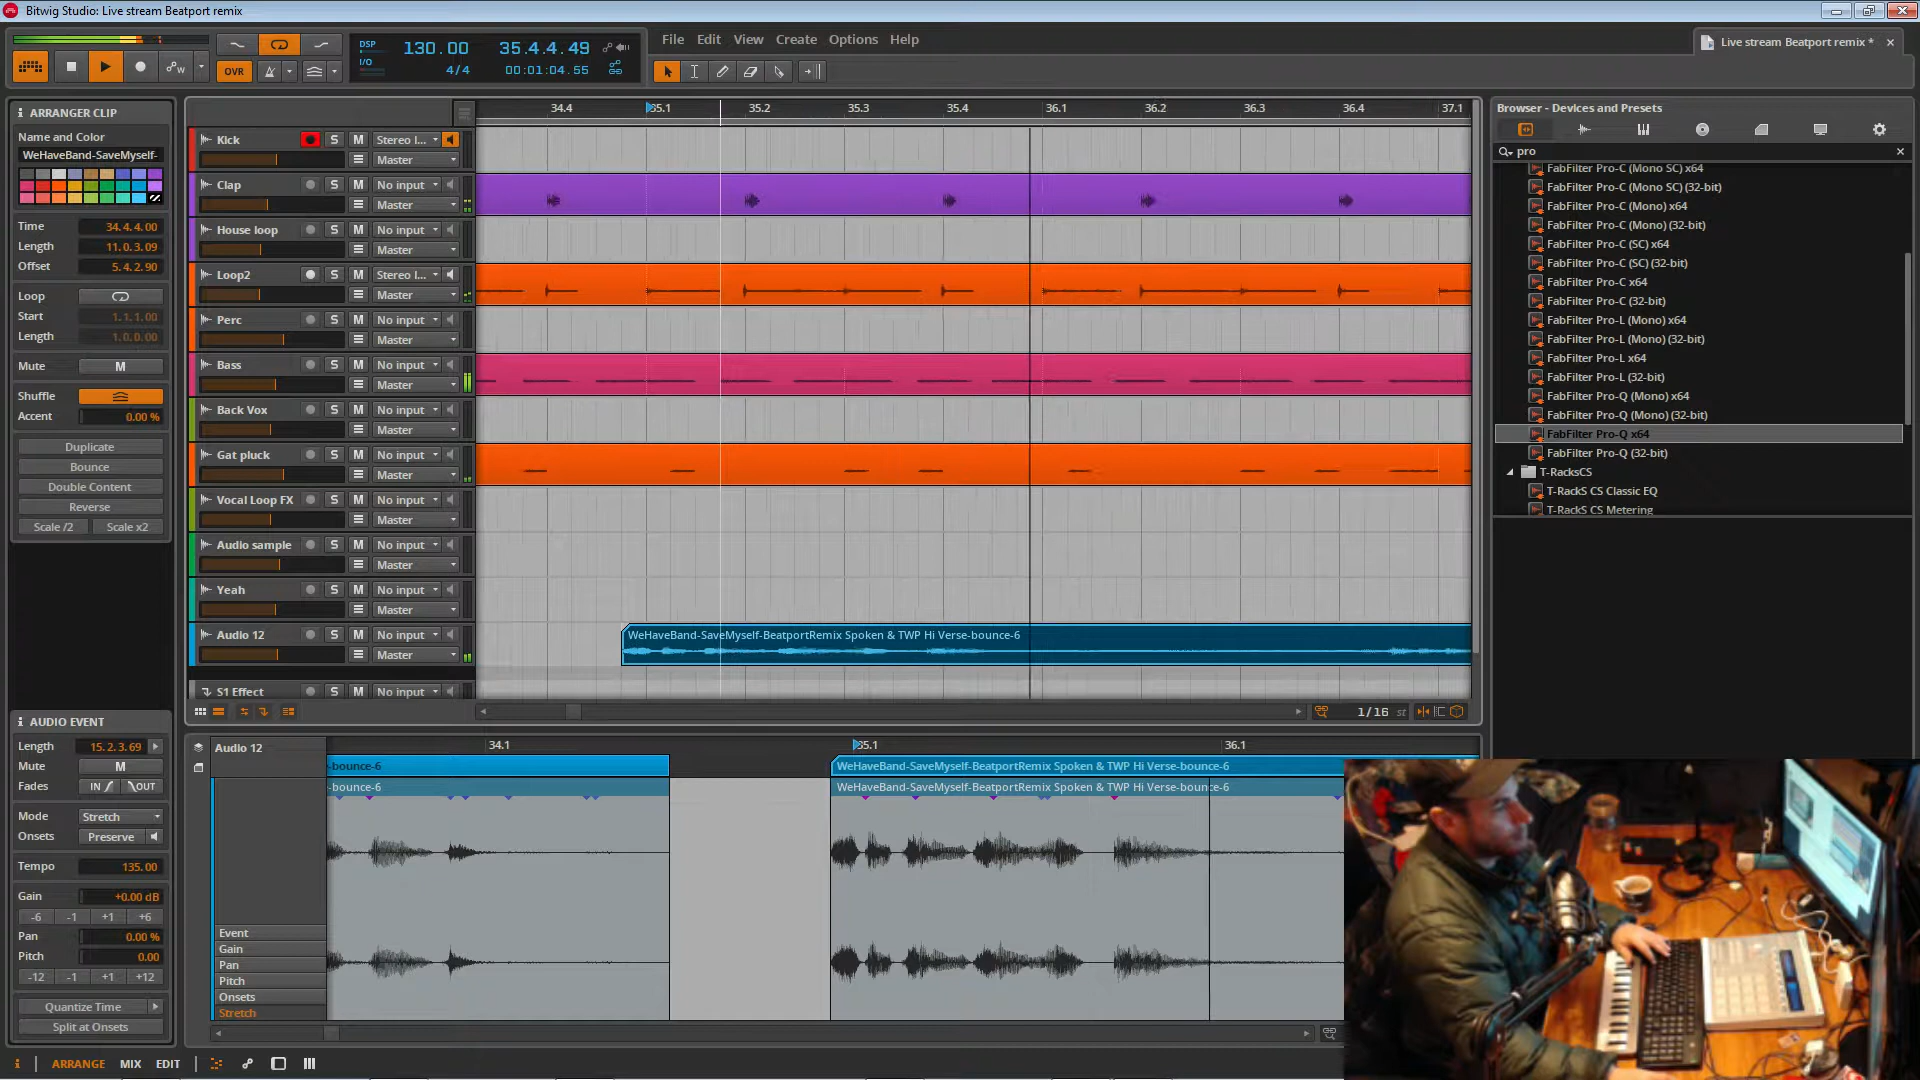 Bitwig Studio: Live stream Beatport remix
OVR
DSP
I/O
130.00
4/4
35.4.4.49
00:01:04.55
File Edit View Create Options Help
Live stream Beatport remix *
ARRANGER CLIP
Name and Color
WeHaveBand-SaveMyself-
Time 34.4.4.00
Length 11.0.3.09
Offset 5.4.2.90
Loop
Start 1.1.1.00
Length 1.0.0.00
Mute M
Shuffle
Accent 0.00 %
Duplicate
Bounce
Double Content
Reverse
Scale /2 Scale x2
34.4 35.1 35.2 35.3 35.4 36.1 36.2 36.3 36.4 37.1
Kick S M Stereo I...
Master
Clap S M No input
Master
House loop S M No input
Master
Loop2 S M Stereo I...
Master
Perc S M No input
Master
Bass S M No input
Master
Back Vox S M No input
Master
Gat pluck S M No input
Master
Vocal Loop FX S M No input
Master
Audio sample S M No input
Master
Yeah S M No input
Master
Audio 12 S M No input
Master
WeHaveBand-SaveMyself-BeatportRemix Spoken & TWP Hi Verse-bounce-6
S1 Effect S M No input
1/16 st
Browser - Devices and Presets
pro
FabFilter Pro-C (Mono SC) x64
FabFilter Pro-C (Mono SC) (32-bit)
FabFilter Pro-C (Mono) x64
FabFilter Pro-C (Mono) (32-bit)
FabFilter Pro-C (SC) x64
FabFilter Pro-C (SC) (32-bit)
FabFilter Pro-C x64
FabFilter Pro-C (32-bit)
FabFilter Pro-L (Mono) x64
FabFilter Pro-L (Mono) (32-bit)
FabFilter Pro-L x64
FabFilter Pro-L (32-bit)
FabFilter Pro-Q (Mono) x64
FabFilter Pro-Q (Mono) (32-bit)
FabFilter Pro-Q x64
FabFilter Pro-Q (32-bit)
T-RacksCS
T-RackS CS Classic EQ
T-RackS CS Metering
AUDIO EVENT
Length 15.2.3.69
Mute M
Fades IN OUT
Mode Stretch
Onsets Preserve
Tempo 135.00
Gain +0.00 dB
-6 -1 +1 +6
Pan 0.00 %
Pitch 0.00
-12 -1 +1 +12
Quantize Time
Split at Onsets
Audio 12
34.1 35.1 36.1
-bounce-6
WeHaveBand-SaveMyself-BeatportRemix Spoken & TWP Hi Verse-bounce-6
-bounce-6
WeHaveBand-SaveMyself-BeatportRemix Spoken & TWP Hi Verse-bounce-6
Event
Gain
Pan
Pitch
Onsets
Stretch
ARRANGE MIX EDIT